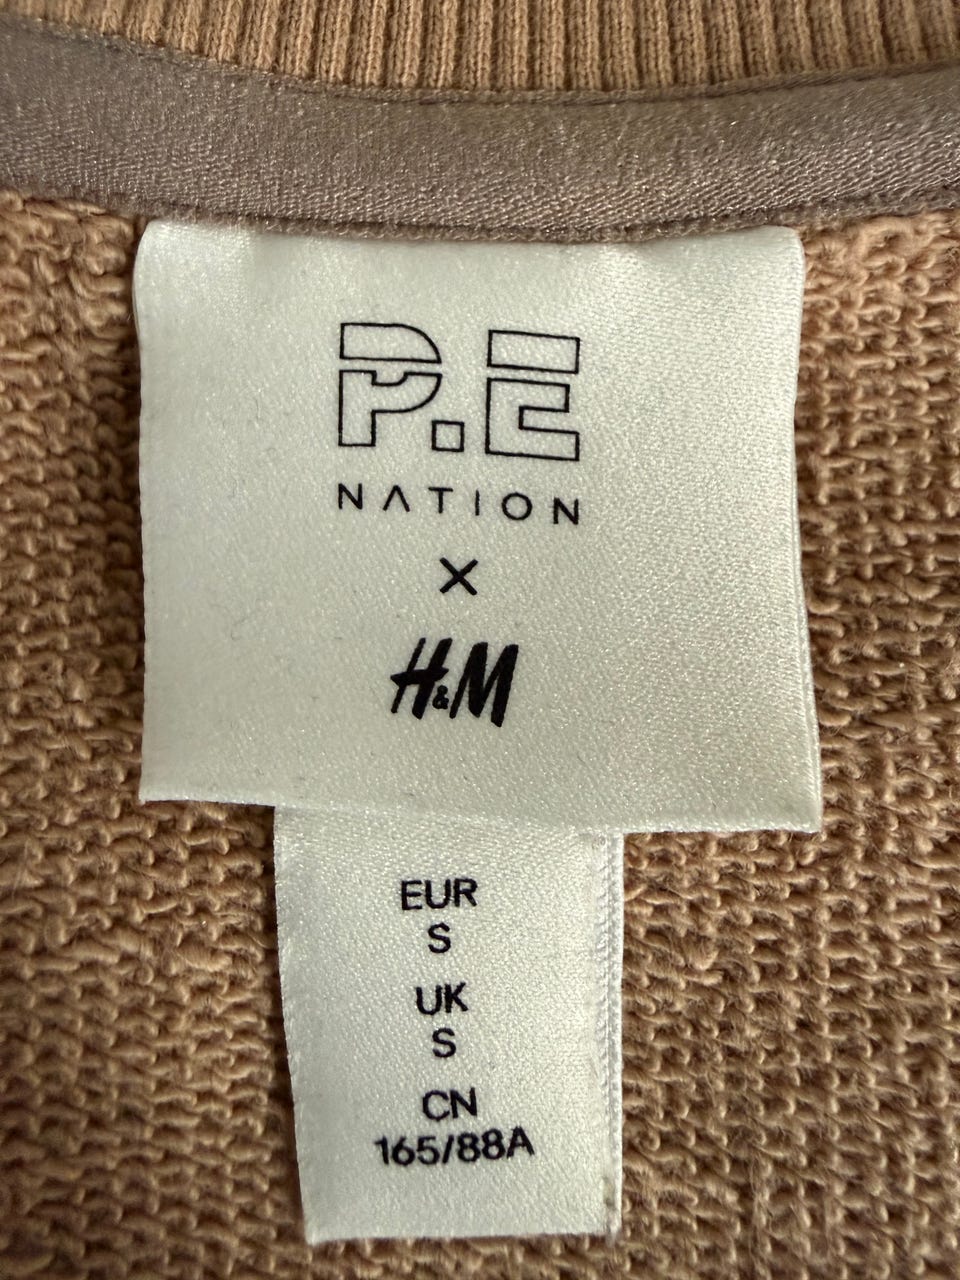 P.E
NATION
×
H&M
EUR
S
UK
S
CN
165/88A